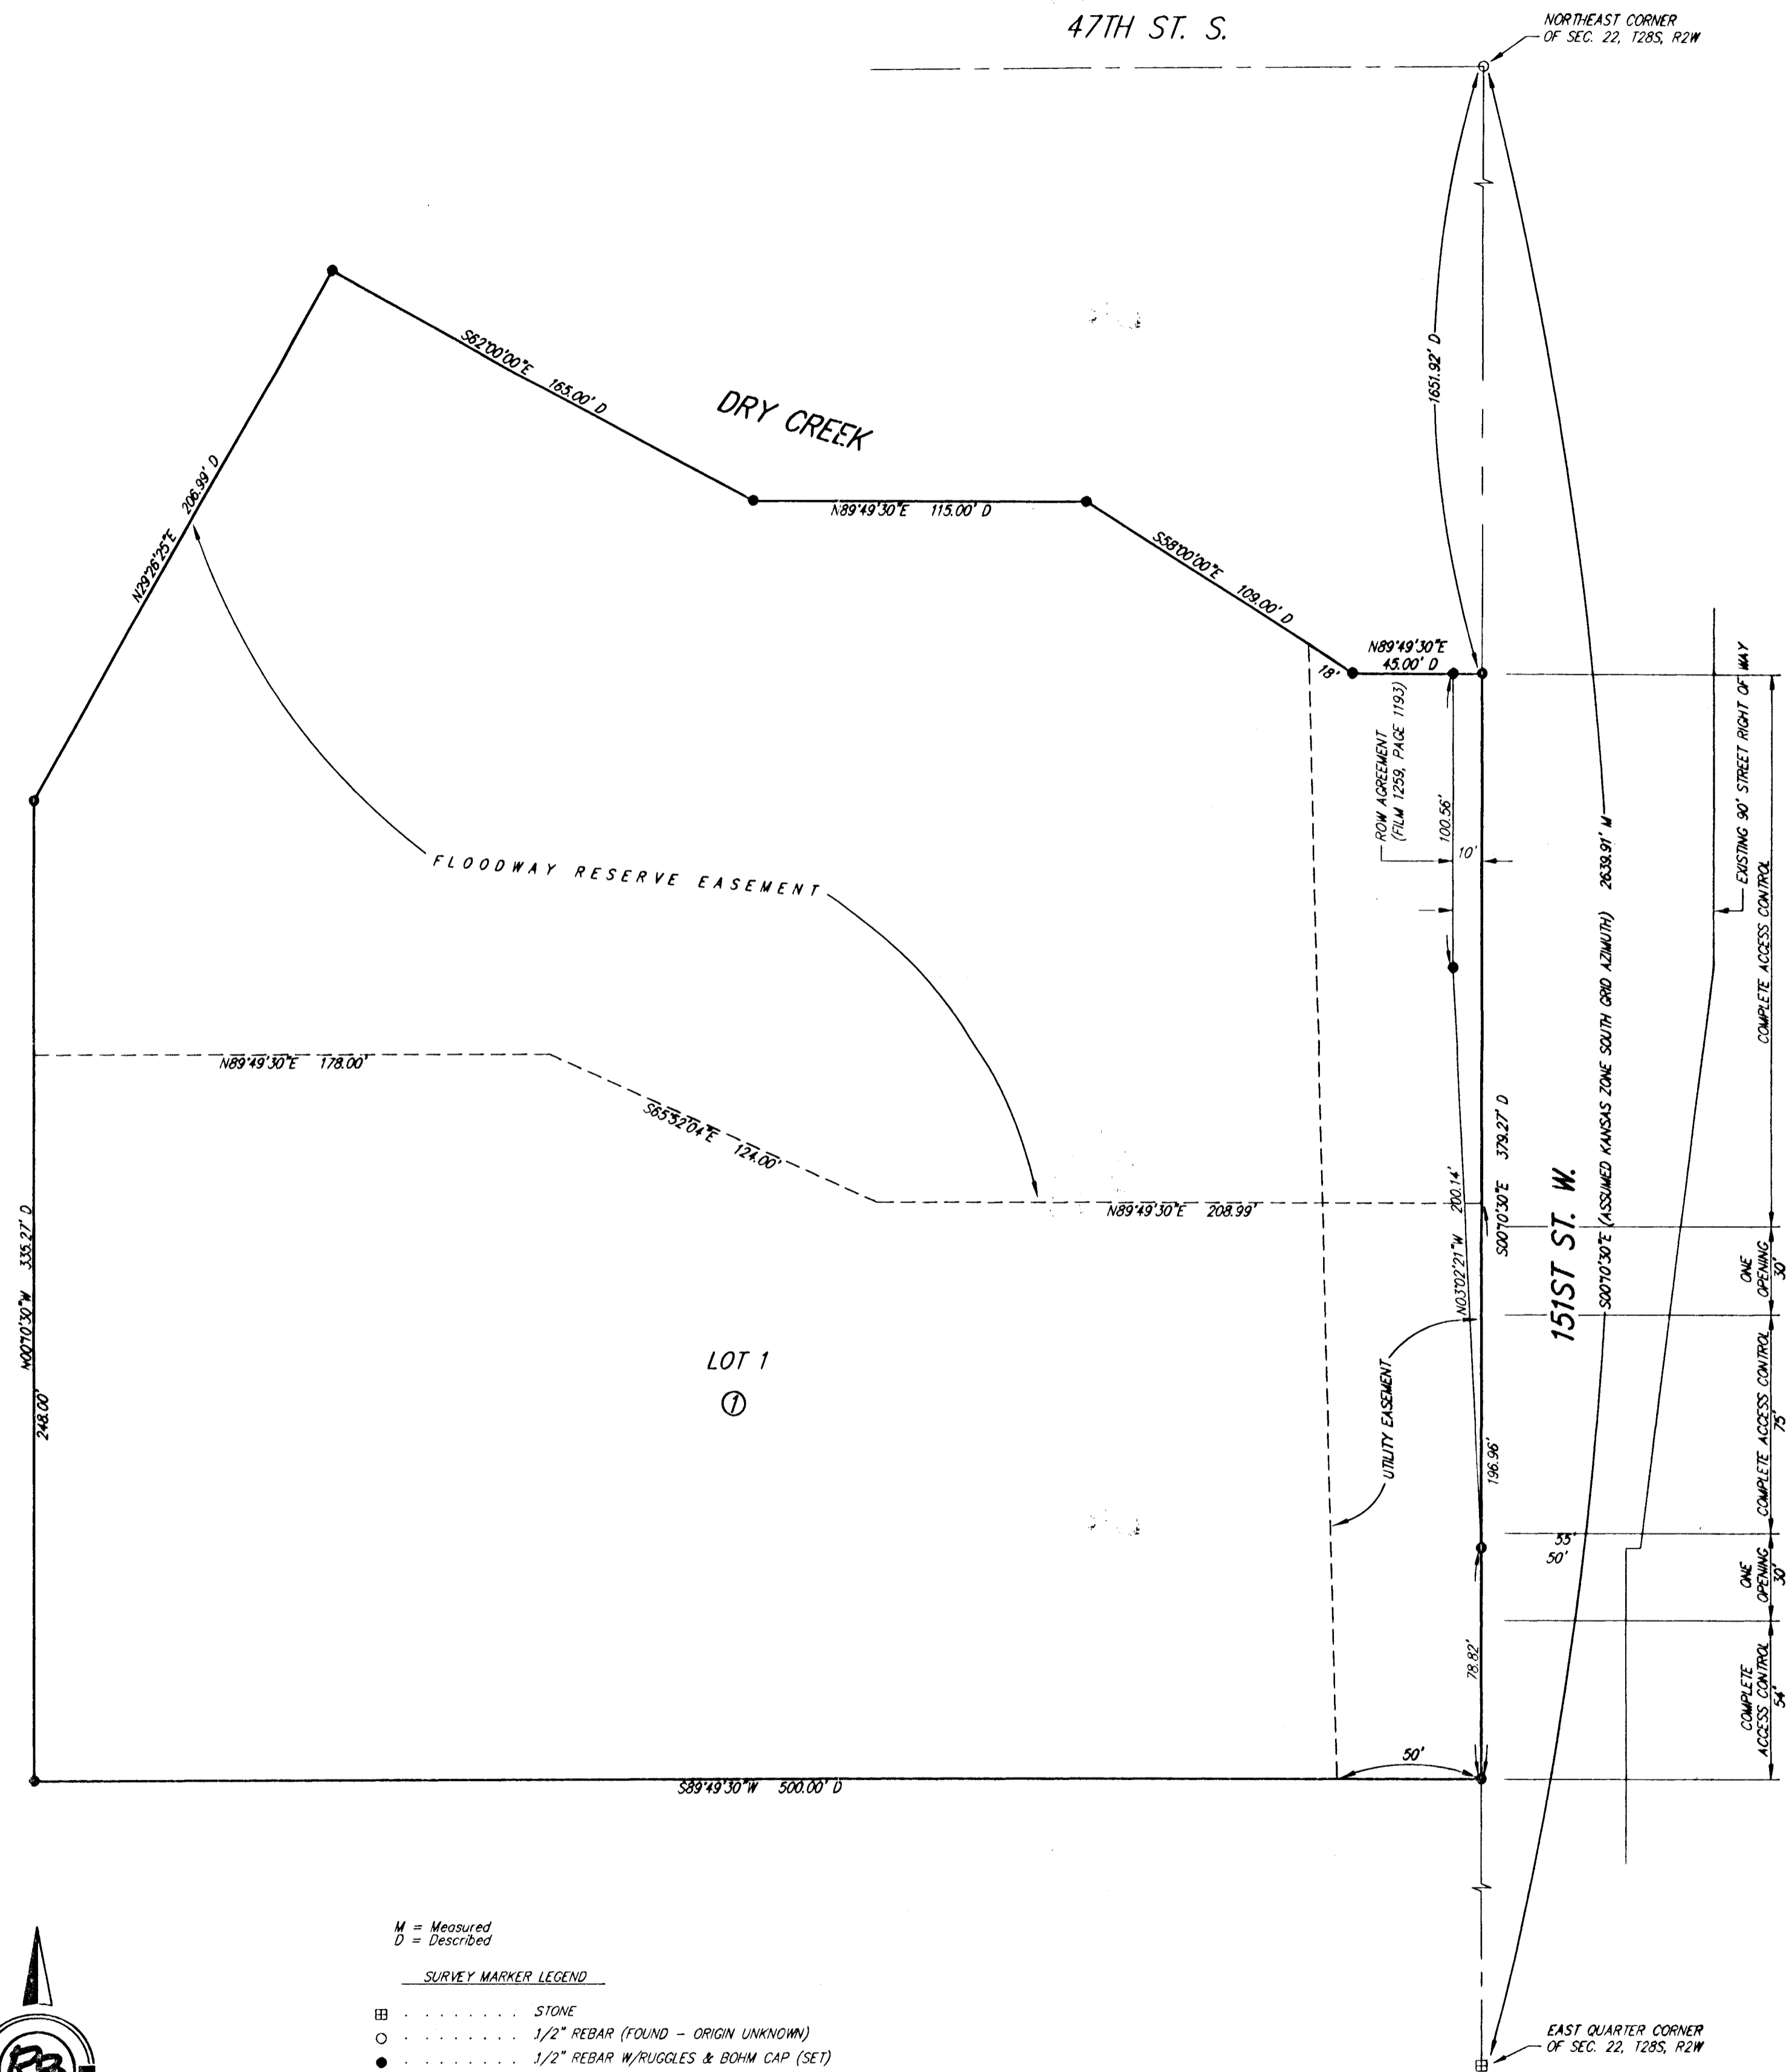 47TH ST. S.
NORTHEAST CORNER
OF SEC. 22, T28S, R2W
1651.92' D
S62°00'00"E 165.00' D
DRY CREEK
N89°49'30"E 115.00' D
S58°00'00"E 109.00' D
N29°26'25"E 206.99' D
N89°49'30"E
45.00' D
18'
ROW AGREEMENT
(FILM 1259, PAGE 1193)
100.56'
10'
EXISTING 90' STREET RIGHT OF WAY
COMPLETE ACCESS CONTROL
FLOODWAY RESERVE EASEMENT
S00°10'30"E (ASSUMED KANSAS ZONE SOUTH GRID AZIMUTH) 2639.91' M
N89°49'30"E 178.00'
S65°52'04"E 124.00'
N89°49'30"E 208.99'
N03°02'21"W 200.14'
S00°10'30"E 379.27' D
151ST ST. W.
ONE
OPENING
30'
N00°10'30"W 335.27' D
248.00'
LOT 1
1
UTILITY EASEMENT
196.96'
COMPLETE ACCESS CONTROL
75'
55'
50'
ONE
OPENING
30'
78.82'
COMPLETE
ACCESS CONTROL
54'
50'
S89°49'30"W 500.00' D
M = Measured
D = Described
SURVEY MARKER LEGEND
STONE
1/2" REBAR (FOUND - ORIGIN UNKNOWN)
1/2" REBAR W/RUGGLES & BOHM CAP (SET)
EAST QUARTER CORNER
OF SEC. 22, T28S, R2W
RB